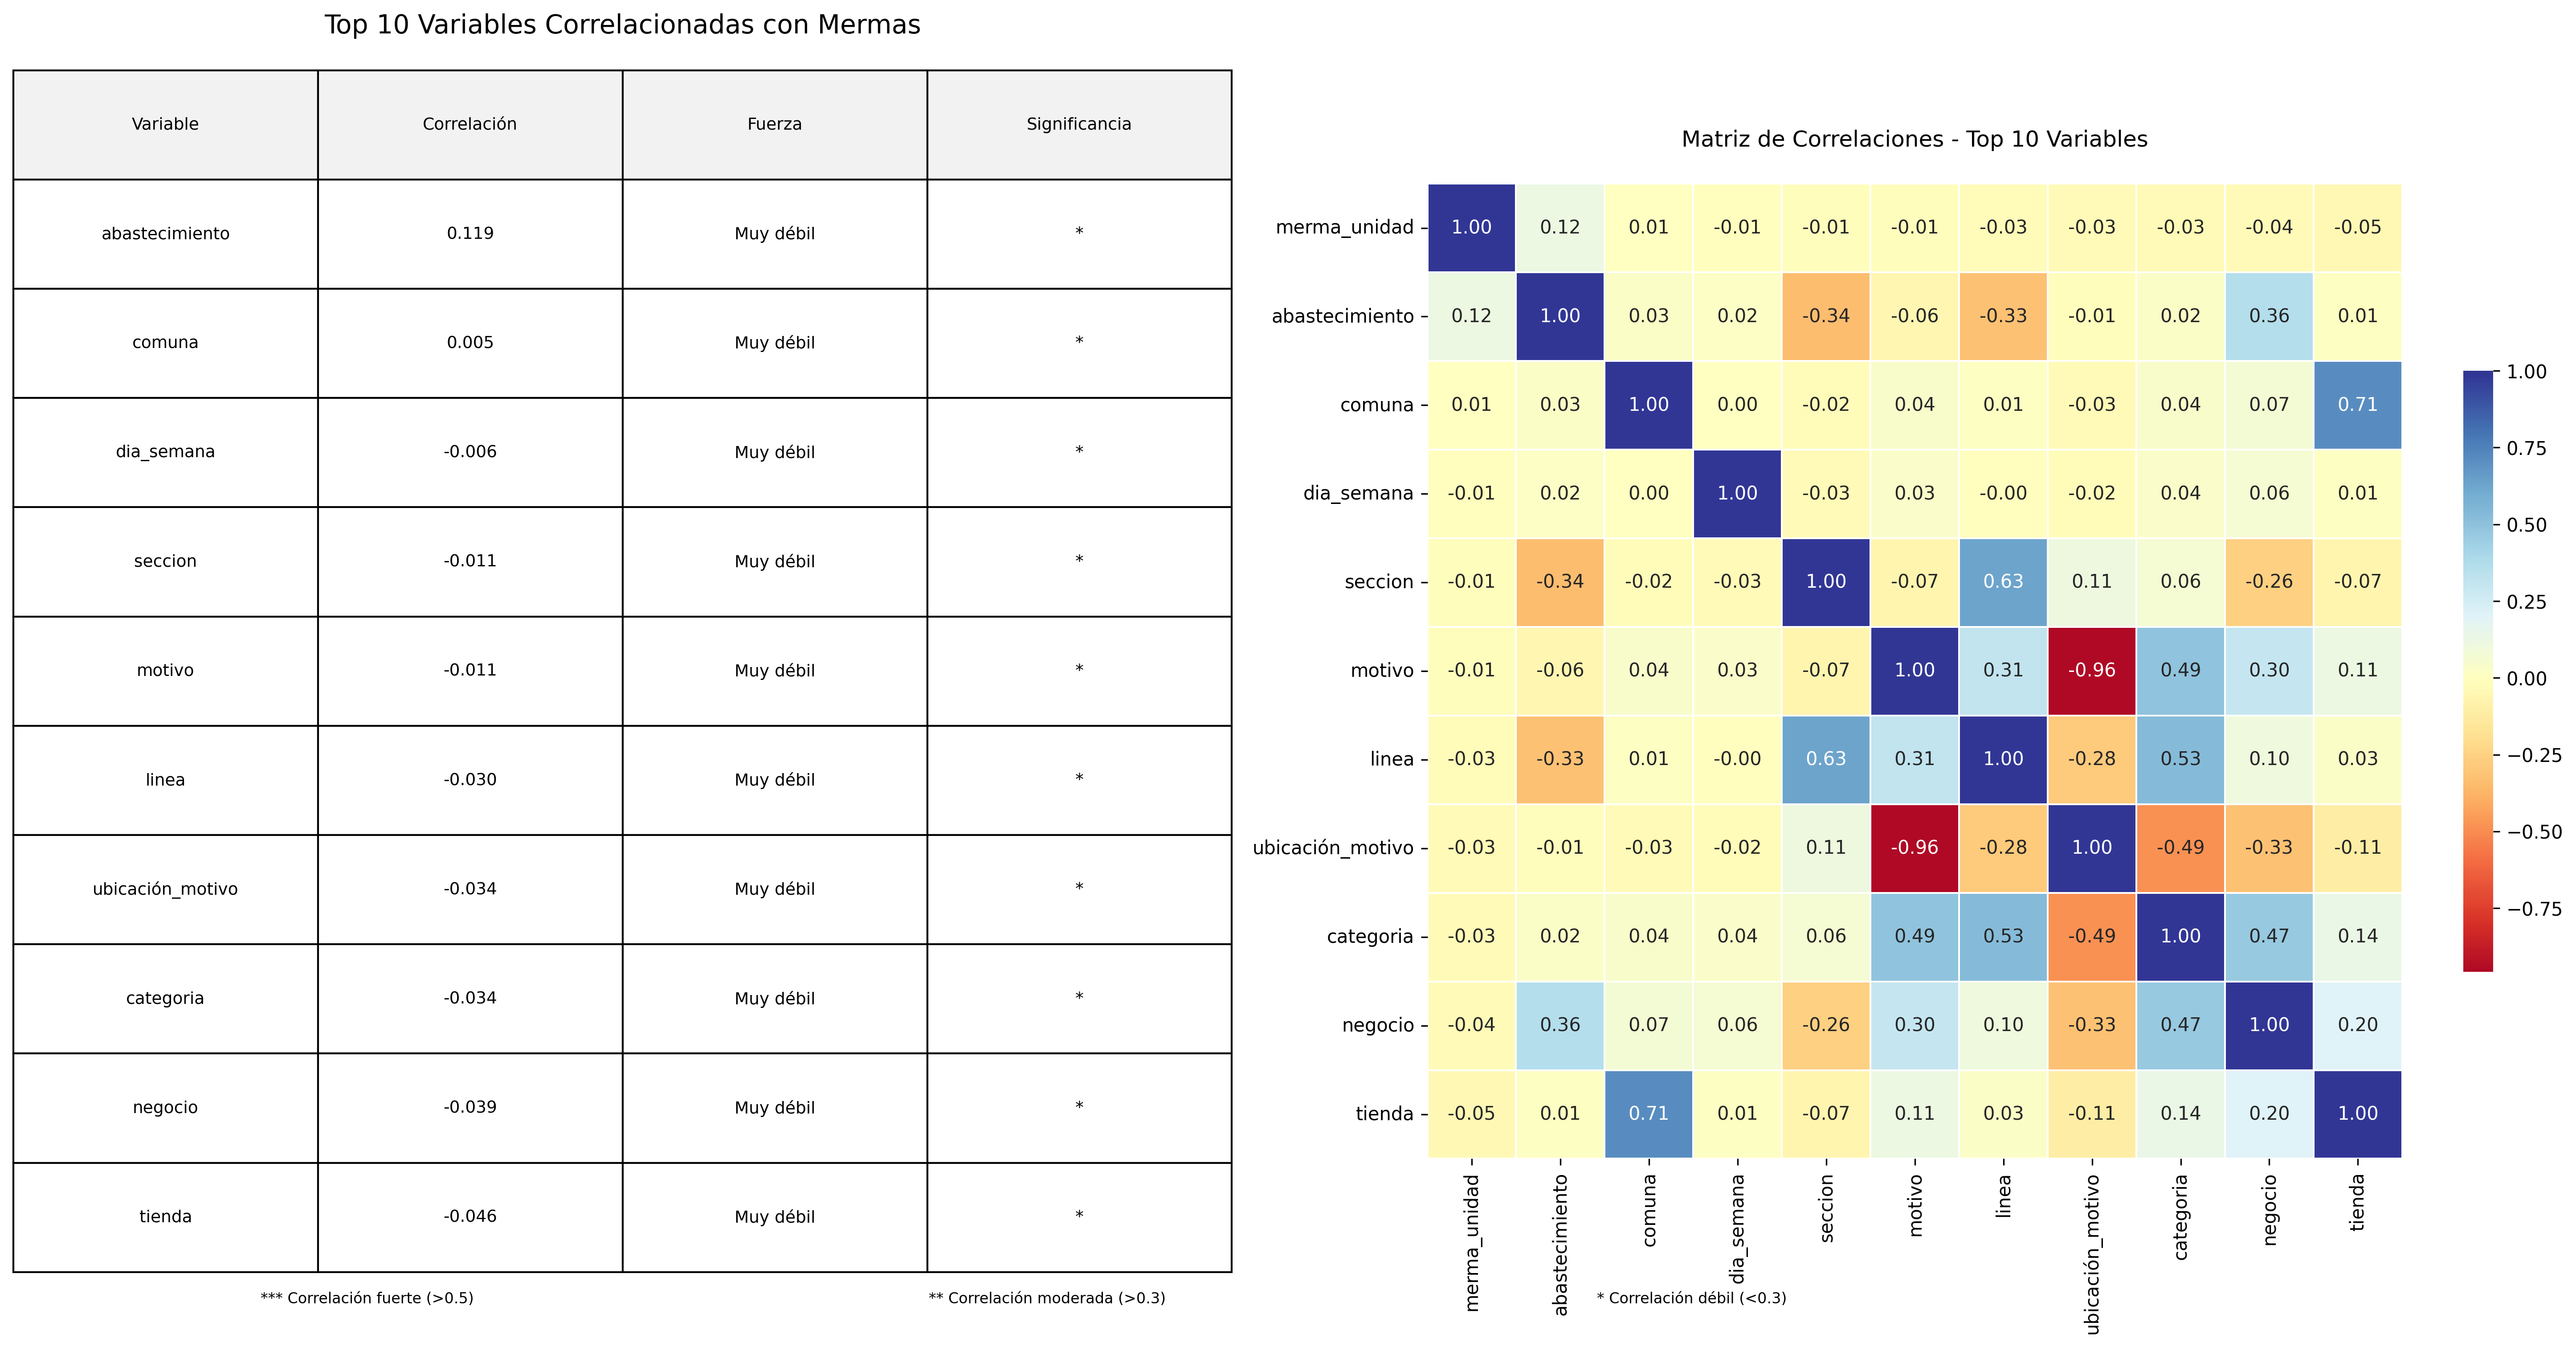 Top 10 Variables Correlacionadas con Mermas
Variable Correlación Fuerza Significancia
abastecimiento 0.119 Muy débil *
comuna 0.005 Muy débil *
dia_semana -0.006 Muy débil *
seccion -0.011 Muy débil *
motivo -0.011 Muy débil *
linea -0.030 Muy débil *
ubicación_motivo -0.034 Muy débil *
categoria -0.034 Muy débil *
negocio -0.039 Muy débil *
tienda -0.046 Muy débil *
*** Correlación fuerte (>0.5)
** Correlación moderada (>0.3)
* Correlación débil (<0.3)
Matriz de Correlaciones - Top 10 Variables
merma_unidad 1.00 0.12 0.01 -0.01 -0.01 -0.01 -0.03 -0.03 -0.03 -0.04 -0.05
abastecimiento 0.12 1.00 0.03 0.02 -0.34 -0.06 -0.33 -0.01 0.02 0.36 0.01
comuna 0.01 0.03 1.00 0.00 -0.02 0.04 0.01 -0.03 0.04 0.07 0.71
dia_semana -0.01 0.02 0.00 1.00 -0.03 0.03 -0.00 -0.02 0.04 0.06 0.01
seccion -0.01 -0.34 -0.02 -0.03 1.00 -0.07 0.63 0.11 0.06 -0.26 -0.07
motivo -0.01 -0.06 0.04 0.03 -0.07 1.00 0.31 -0.96 0.49 0.30 0.11
linea -0.03 -0.33 0.01 -0.00 0.63 0.31 1.00 -0.28 0.53 0.10 0.03
ubicación_motivo -0.03 -0.01 -0.03 -0.02 0.11 -0.96 -0.28 1.00 -0.49 -0.33 -0.11
categoria -0.03 0.02 0.04 0.04 0.06 0.49 0.53 -0.49 1.00 0.47 0.14
negocio -0.04 0.36 0.07 0.06 -0.26 0.30 0.10 -0.33 0.47 1.00 0.20
tienda -0.05 0.01 0.71 0.01 -0.07 0.11 0.03 -0.11 0.14 0.20 1.00
merma_unidad
abastecimiento
comuna
dia_semana
seccion
motivo
linea
ubicación_motivo
categoria
negocio
tienda
1.00
0.75
0.50
0.25
0.00
−0.25
−0.50
−0.75